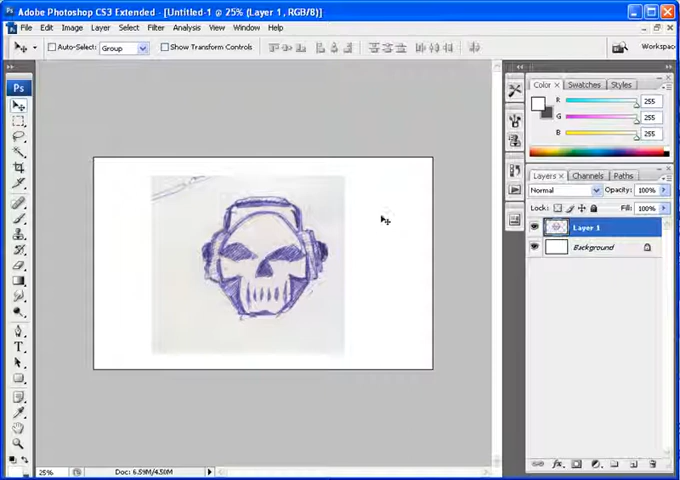 Adobe Photoshop CS3 Extended - [Untitled-1 @ 25% (Layer 1, RGB/8)]
File Edit Image Layer Select Filter Analysis View Window Help
Auto-Select: Group Show Transform Controls Workspac
Ps
Color × Swatches Styles
R 255
G 255
B 255
Layers × Channels Paths
Normal Opacity: 100%
Lock: Fill: 100%
Layer 1
Background
T
25% Doc: 6.59M/4.50M